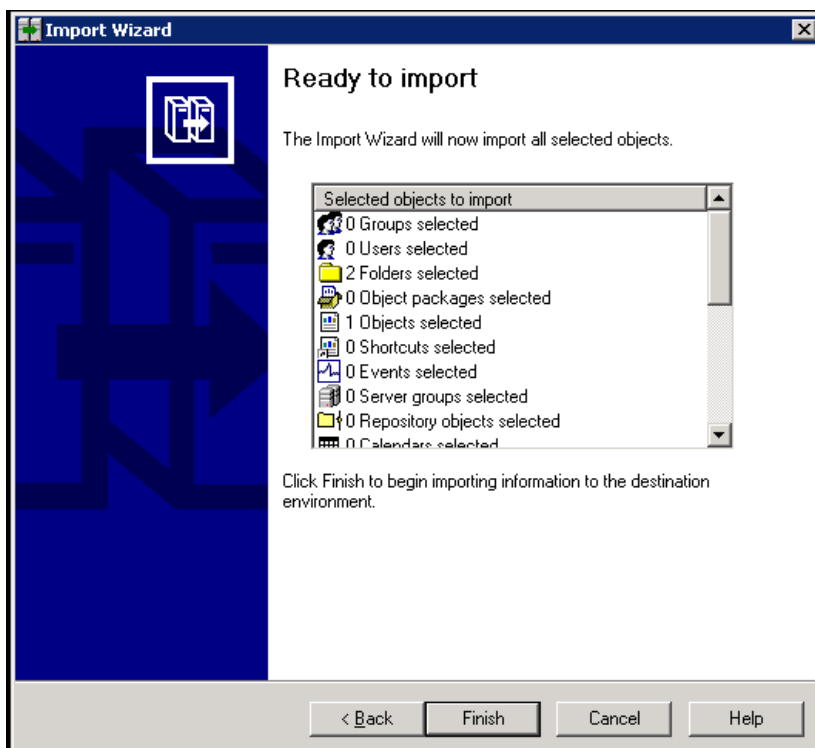 Import Wizard
Ready to import
The Import Wizard will now import all selected objects.
Selected objects to import
0 Groups selected
0 Users selected
2 Folders selected
0 Object packages selected
1 Objects selected
0 Shortcuts selected
0 Events selected
0 Server groups selected
0 Repository objects selected
0 Calendars selected
Click Finish to begin importing information to the destination
environment.
< Back
Finish
Cancel
Help